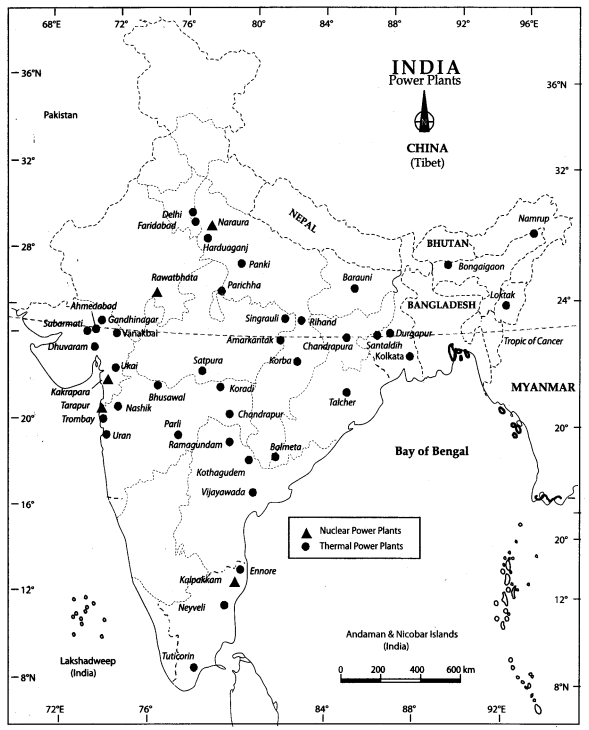 68°E 72° 76° 80° 84° 88° 92° 96°
INDIA
Power Plants
36°N
36°N
CHINA
(Tibet)
Pakistan
32°
32°
Delhi
Naraura
Faridabad
Harduaganj
NEPAL
Namrup
28°
BHUTAN
Panki
Bongaigaon
Rawatbhata
Barauni
Parichha
Loktak
24°
Ahmedabad
BANGLADESH
Gandhinagar
Singrauli
Rihand
Sabarmati
Vanakbai
Durgapur
Amarkantak
Chandrapura
Santaldih
Tropic of Cancer
Dhuvaram
Kolkata
Satpura
Korba
Ukai
Kakrapara
Bhusawal
Koradi
MYANMAR
Talcher
Tarapur
Nashik
Chandrapur
20°
Trombay
20°
Parli
Uran
Ramagundam
Bolmeta
Bay of Bengal
Kothagudem
Vijayawada
16°
Nuclear Power Plants
Thermal Power Plants
20°
Ennore
Kalpakkam
12°
12°
Neyveli
Andaman & Nicobar Islands
(India)
Lakshadweep
(India)
Tuticorin
0 200 400 600 km
8°N
8°N
72°E 76° 84° 88° 92°E